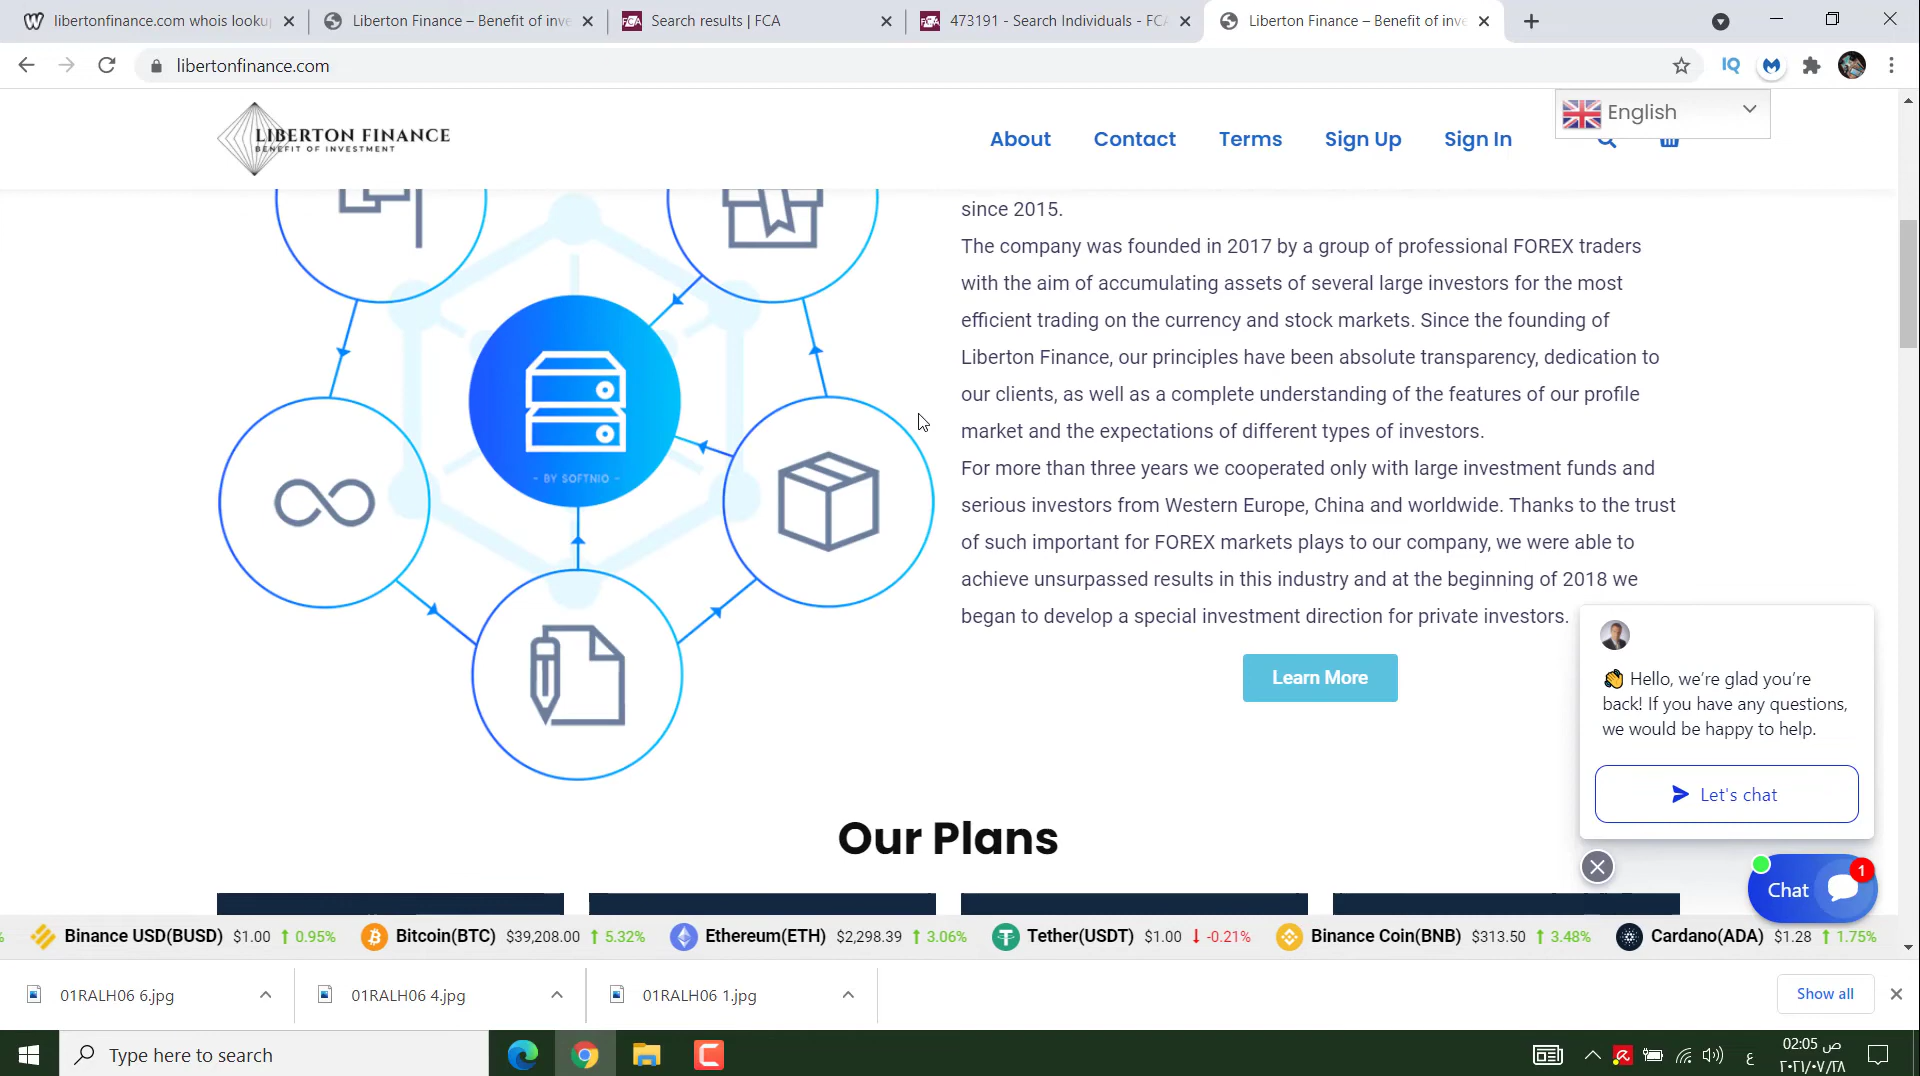 libertonfinance.com whois looku
Liberton Finance – Benefit of inve
Search results | FCA
473191 - Search Individuals - FCA
Liberton Finance – Benefit of inve
libertonfinance.com
IQ
LIBERTON FINANCE
BENEFIT OF INVESTMENT
About
Contact
Terms
Sign Up
Sign In
English
since 2015.
The company was founded in 2017 by a group of professional FOREX traders
with the aim of accumulating assets of several large investors for the most
efficient trading on the currency and stock markets. Since the founding of
Liberton Finance, our principles have been absolute transparency, dedication to
our clients, as well as a complete understanding of the features of our profile
market and the expectations of different types of investors.
For more than three years we cooperated only with large investment funds and
serious investors from Western Europe, China and worldwide. Thanks to the trust
of such important for FOREX markets plays to our company, we were able to
achieve unsurpassed results in this industry and at the beginning of 2018 we
began to develop a special investment direction for private investors.
- BY SOFTNIO -
Learn More
👋 Hello, we're glad you're
back! If you have any questions,
we would be happy to help.
Let's chat
Our Plans
Chat
1
% Binance USD(BUSD) $1.00 ↑ 0.95% Bitcoin(BTC) $39,208.00 ↑ 5.32% Ethereum(ETH) $2,298.39 ↑ 3.06% Tether(USDT) $1.00 ↓ -0.21% Binance Coin(BNB) $313.50 ↑ 3.48% Cardano(ADA) $1.28 ↑ 1.75%
01RALH06 6.jpg
01RALH06 4.jpg
01RALH06 1.jpg
Show all
Type here to search
ع
02:05 ص
٢٠٢١/٠٧/٢٨